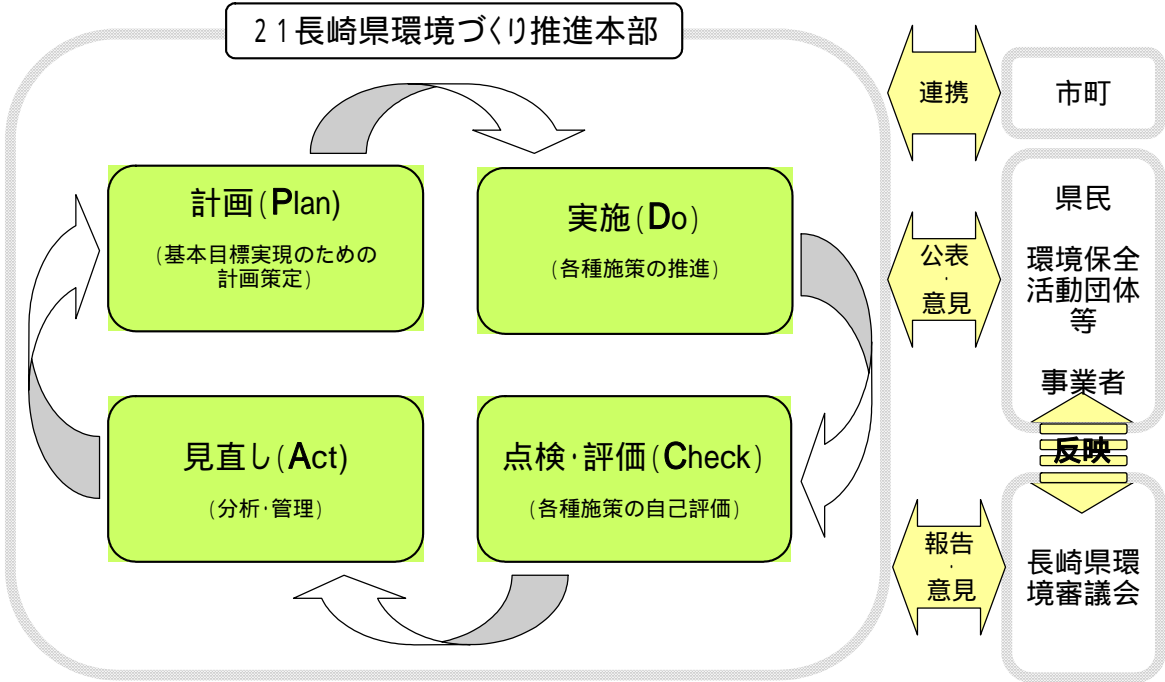 21長崎県環境づくり推進本部
計画(Plan)
(基本目標実現のための
計画策定)
実施(Do)
(各種施策の推進)
見直し(Act)
(分析・管理)
点検・評価(Check)
(各種施策の自己評価)
連携
市町
公表
・
意見
県民
環境保全
活動団体
等
事業者
反映
報告
・
意見
長崎県環
境審議会